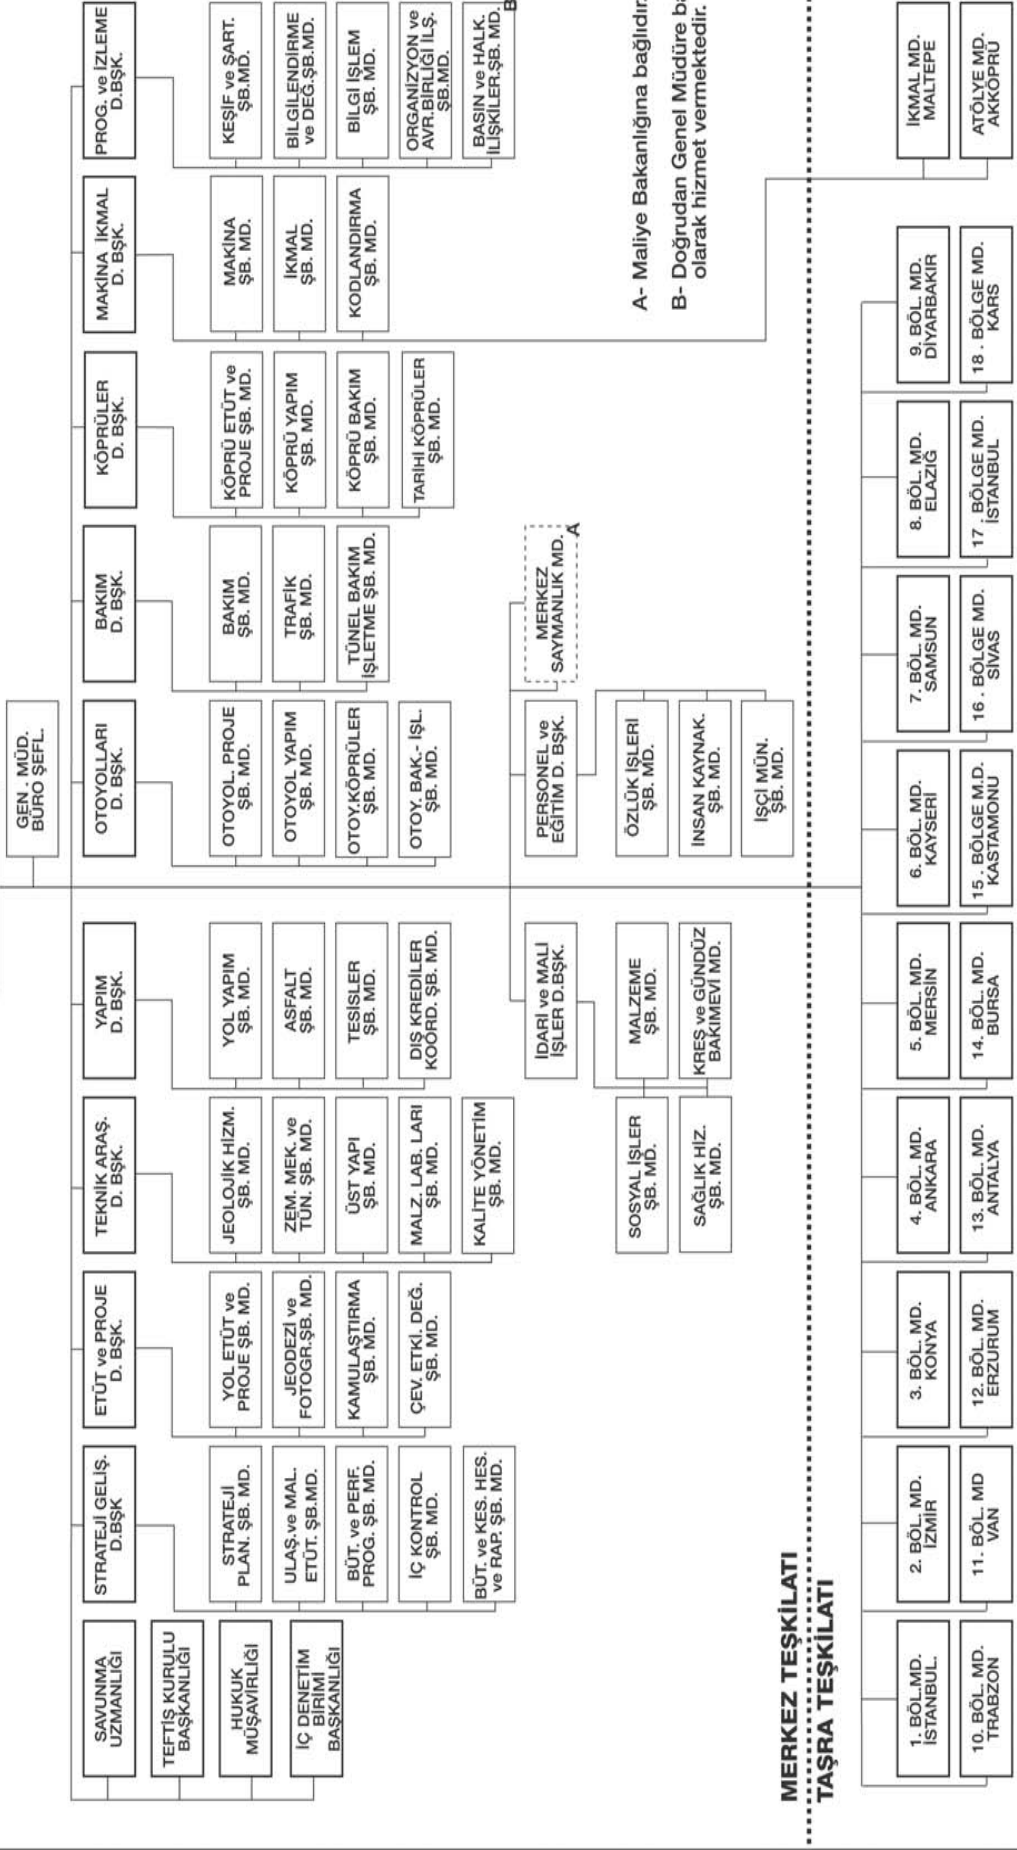 GEN . MÜD.
BÜRO ŞEFL.
SAVUNMA
UZMANLIĞI
TEFTİŞ KURULU
BAŞKANLIĞI
HUKUK
MÜŞAVİRLİĞİ
İÇ DENETİM
BİRİMİ
BAŞKANLIĞI
STRATEJİ GELİŞ.
D.BŞK
STRATEJİ
PLAN. ŞB. MD.
ULAŞ.ve MAL.
ETÜT. ŞB.MD.
BÜT. ve PERF.
PROG. ŞB. MD.
İÇ KONTROL
ŞB. MD.
BÜT. ve KES. HES.
ve RAP. ŞB. MD.
ETÜT ve PROJE
D. BŞK.
YOL ETÜT ve
PROJE ŞB. MD.
JEODEZİ ve
FOTOGR.ŞB. MD.
KAMULAŞTIRMA
ŞB. MD.
ÇEV. ETKİ. DEĞ.
ŞB. MD.
TEKNİK ARAŞ.
D. BŞK.
JEOLOJİK HİZM.
ŞB. MD.
ZEM. MEK. ve
TÜN. ŞB. MD.
ÜST YAPI
ŞB. MD.
MALZ. LAB. LARI
ŞB. MD.
KALİTE YÖNETİM
ŞB. MD.
YAPIM
D. BŞK.
YOL YAPIM
ŞB. MD.
ASFALT
ŞB. MD.
TESİSLER
ŞB. MD.
DIŞ KREDİLER
KOORD. ŞB. MD.
OTOYOLLARI
D. BŞK.
OTOYOL. PROJE
ŞB. MD.
OTOYOL YAPIM
ŞB. MD.
OTOY.KÖPRÜLER
ŞB. MD.
OTOY. BAK.- İŞL.
ŞB. MD.
BAKIM
D. BŞK.
BAKIM
ŞB. MD.
TRAFİK
ŞB. MD.
TÜNEL BAKIM
İŞLETME ŞB. MD.
KÖPRÜLER
D. BŞK.
KÖPRÜ ETÜT ve
PROJE ŞB. MD.
KÖPRÜ YAPIM
ŞB. MD.
KÖPRÜ BAKIM
ŞB. MD.
TARİHİ KÖPRÜLER
ŞB. MD.
MAKİNA İKMAL
D. BŞK.
MAKİNA
ŞB. MD.
İKMAL
ŞB. MD.
KODLANDIRMA
ŞB. MD.
PROG. ve İZLEME
D.BŞK.
KEŞİF ve ŞART.
ŞB.MD.
BİLGİLENDİRME
ve DEĞ.ŞB.MD.
BİLGİ İŞLEM
ŞB. MD.
ORGANİZYON ve
AVR.BİRLİĞİ İLŞ.
ŞB.MD.
BASIN ve HALK.
İLİŞKİLER.ŞB. MD.
B
İDARİ ve MALİ
İŞLER D.BŞK.
SOSYAL İŞLER
ŞB. MD.
MALZEME
ŞB. MD.
SAĞLIK HİZ.
ŞB. MD.
KREŞ ve GÜNDÜZ
BAKIMEVİ MD.
PERSONEL ve
EĞİTİM D. BŞK.
ÖZLÜK İŞLERİ
ŞB. MD.
İNSAN KAYNAK.
ŞB. MD.
İŞÇİ MÜN.
ŞB. MD.
MERKEZ
SAYMANLIK MD.
A
A- Maliye Bakanlığına bağlıdır.
B- Doğrudan Genel Müdüre
olarak hizmet vermektedir.
MERKEZ TEŞKİLATI
TAŞRA TEŞKİLATI
1. BÖL.MD.
İSTANBUL.
2. BÖL. MD.
İZMİR
3. BÖL. MD.
KONYA
4. BÖL. MD.
ANKARA
5. BÖL. MD.
MERSİN
6. BÖL. MD.
KAYSERİ
7. BÖL. MD.
SAMSUN
8. BÖL. MD.
ELAZIĞ
9. BÖL. MD.
DİYARBAKIR
İKMAL MD.
MALTEPE
10. BÖL. MD.
TRABZON
11. BÖL. MD
VAN
12. BÖL. MD.
ERZURUM
13. BÖL. MD.
ANTALYA
14. BÖL. MD.
BURSA
15 . BÖLGE M.D.
KASTAMONU
16 . BÖLGE MD.
SİVAS
17 . BÖLGE MD.
İSTANBUL
18 . BÖLGE MD.
KARS
ATÖLYE MD.
AKKÖPRÜ